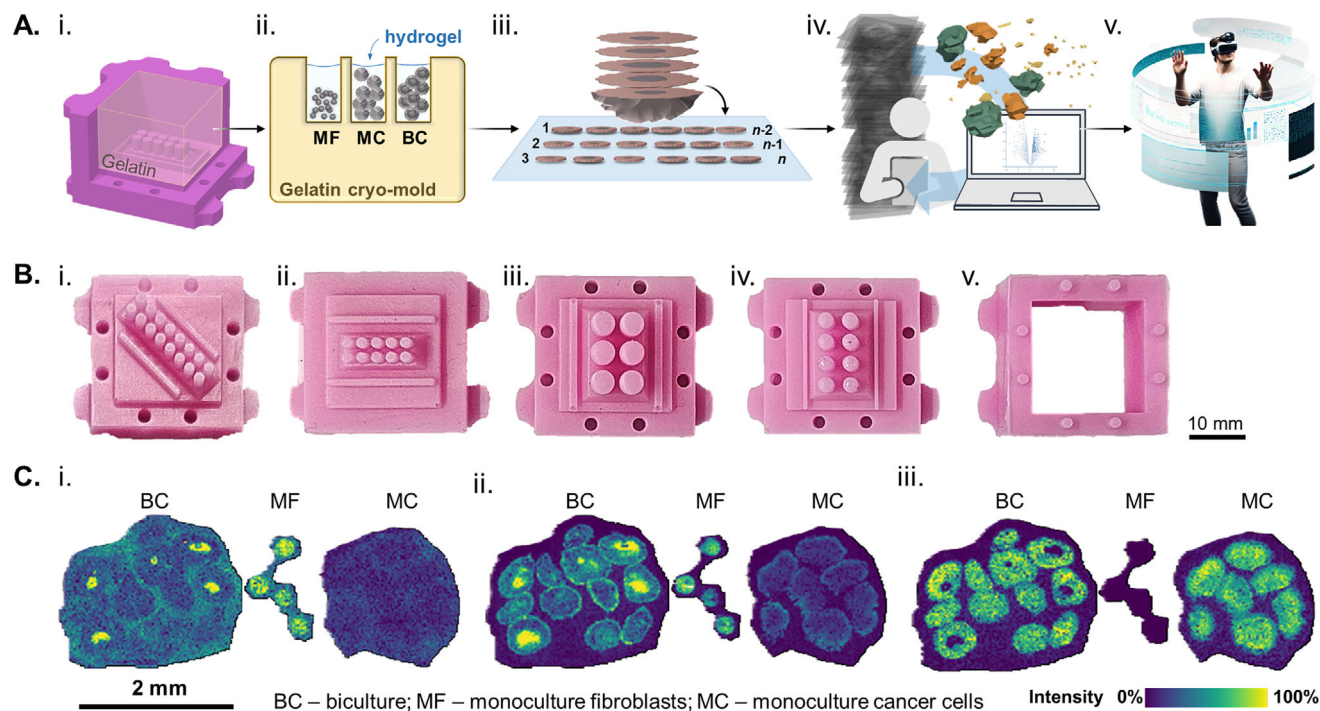 A. i. ii. iii. iv. v.
hydrogel
MF MC BC
Gelatin
Gelatin cryo-mold
1 n-2
2 n-1
3 n
B. i. ii. iii. iv. v.
10 mm
C. i. ii. iii.
BC MF MC BC MF MC BC MF MC
2 mm
BC – biculture; MF – monoculture fibroblasts; MC – monoculture cancer cells
Intensity 0% 100%